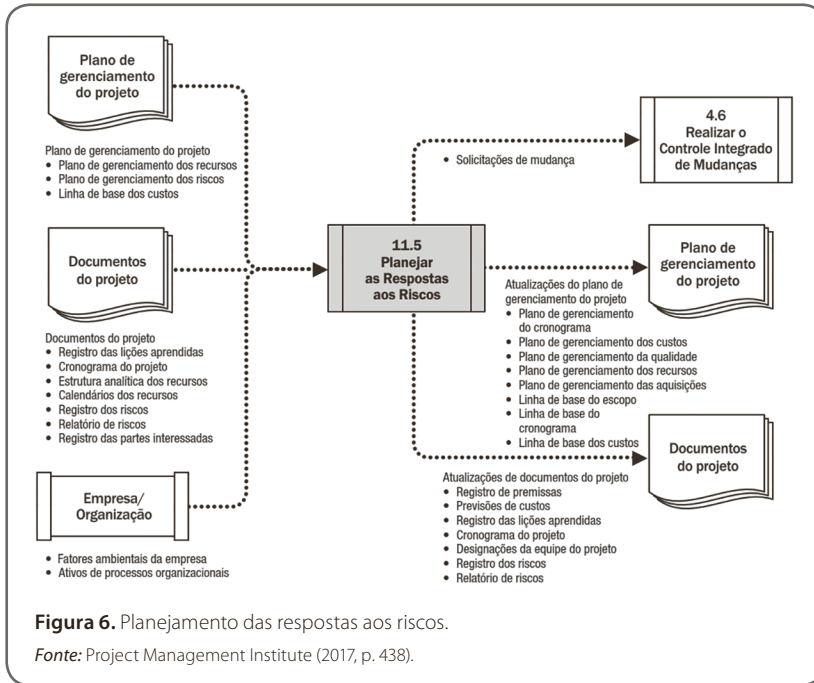 Plano de
gerenciamento
do projeto
Plano de gerenciamento do projeto
• Plano de gerenciamento dos recursos
• Plano de gerenciamento dos riscos
• Linha de base dos custos
Documentos
do projeto
Documentos do projeto
• Registro das lições aprendidas
• Cronograma do projeto
• Estrutura analítica dos recursos
• Calendários dos recursos
• Registro dos riscos
• Relatório de riscos
• Registro das partes interessadas
Empresa/
Organização
• Fatores ambientais da empresa
• Ativos de processos organizacionais
11.5
Planejar
as Respostas
aos Riscos
• Solicitações de mudança
4.6
Realizar o
Controle Integrado
de Mudanças
Atualizações do plano de
gerenciamento do projeto
• Plano de gerenciamento
do cronograma
• Plano de gerenciamento dos custos
• Plano de gerenciamento da qualidade
• Plano de gerenciamento dos recursos
• Plano de gerenciamento das aquisições
• Linha de base do escopo
• Linha de base do
cronograma
• Linha de base dos custos
Plano de
gerenciamento
do projeto
Atualizações de documentos do projeto
• Registro de premissas
• Previsões de custos
• Registro das lições aprendidas
• Cronograma do projeto
• Designações da equipe do projeto
• Registro dos riscos
• Relatório de riscos
Documentos
do projeto
Figura 6. Planejamento das respostas aos riscos.
Fonte: Project Management Institute (2017, p. 438).